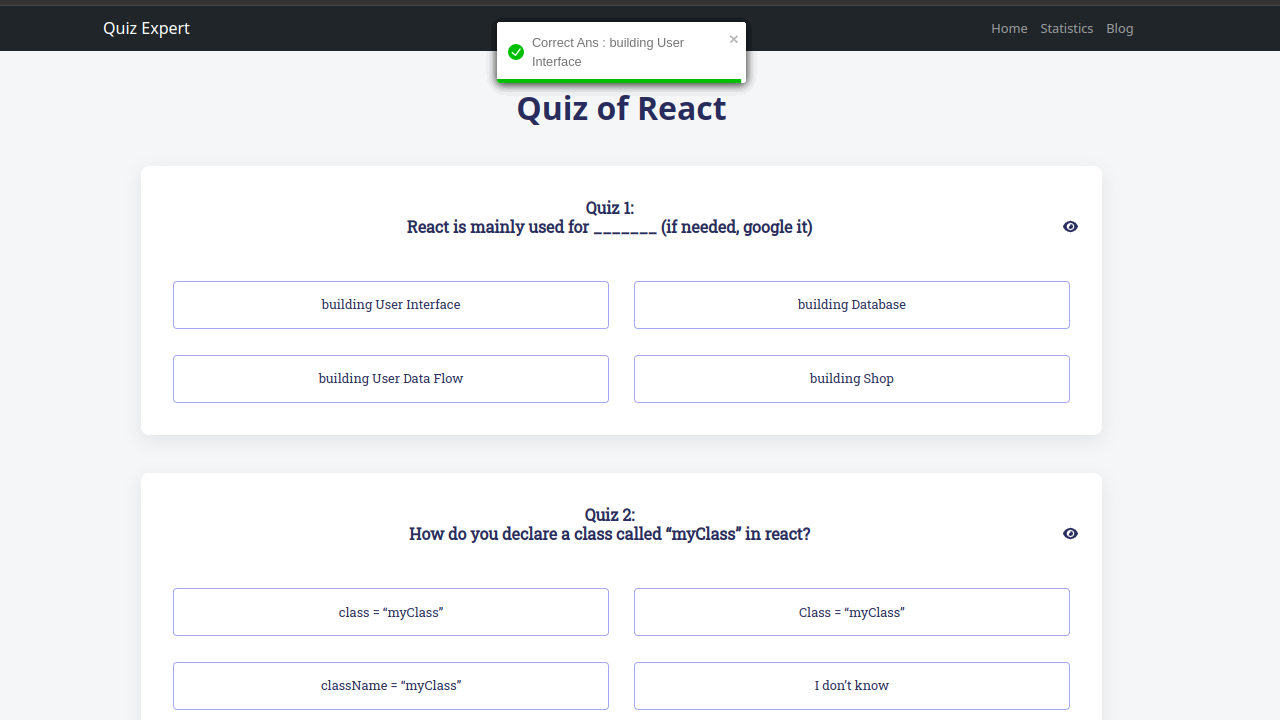 Quiz Expert
Home Statistics Blog
Correct Ans : building User
Interface
×
Quiz of React
Quiz 1:
React is mainly used for _______ (if needed, google it)
building User Interface
building Database
building User Data Flow
building Shop
Quiz 2:
How do you declare a class called “myClass” in react?
class = “myClass”
Class = “myClass”
className = “myClass”
I don’t know